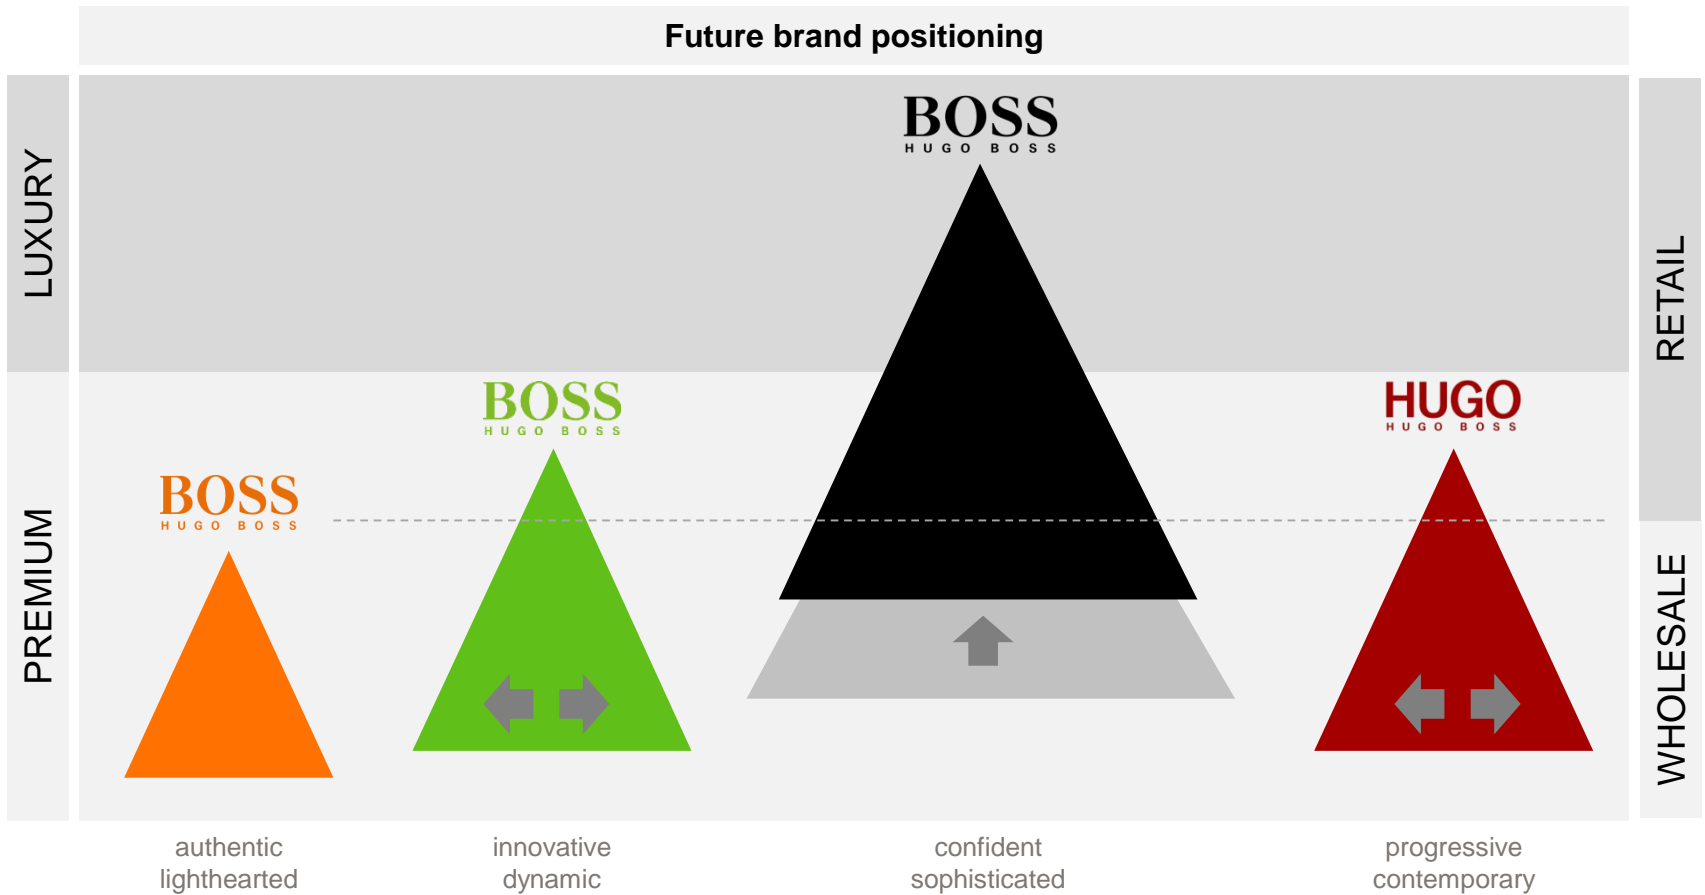 Future brand positioning
LUXURY
PREMIUM
RETAIL
WHOLESALE
BOSS
HUGO BOSS
BOSS
HUGO BOSS
HUGO
HUGO BOSS
BOSS
HUGO BOSS
authentic
lighthearted
innovative
dynamic
confident
sophisticated
progressive
contemporary